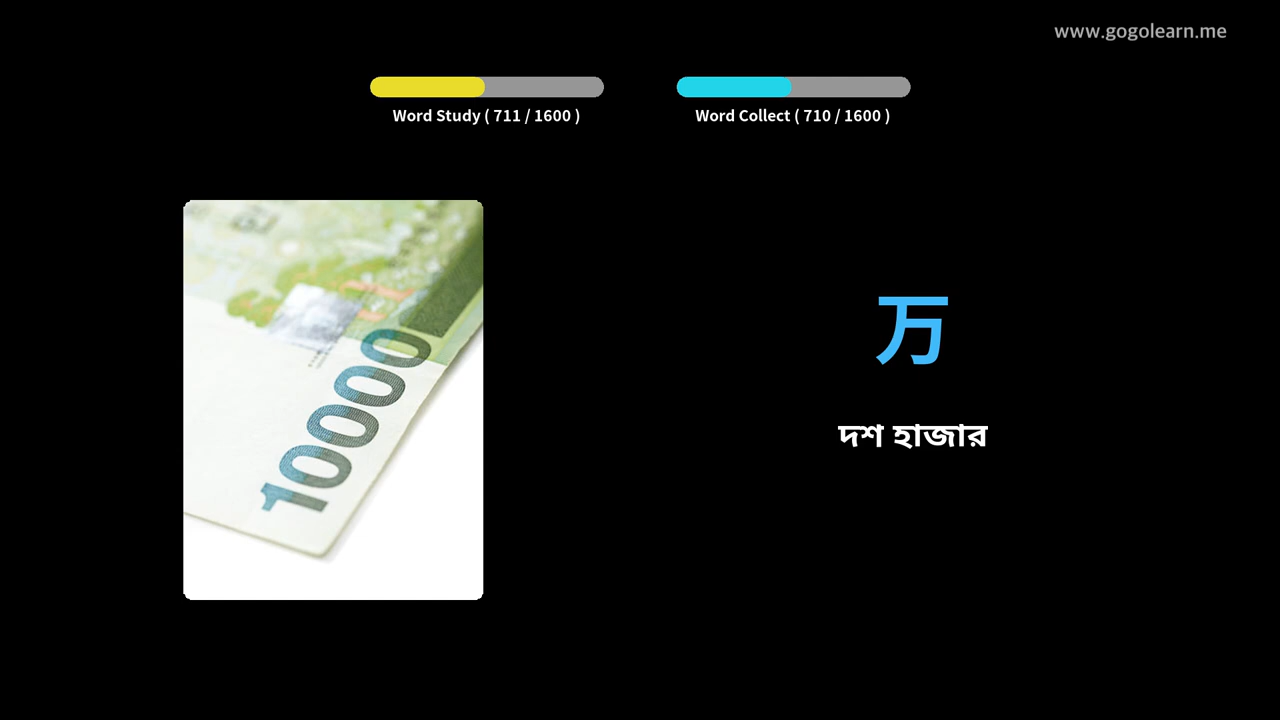 www.gogolearn.me
Word Study ( 711 / 1600 )
Word Collect ( 710 / 1600 )
10000
万
দশ হাজার